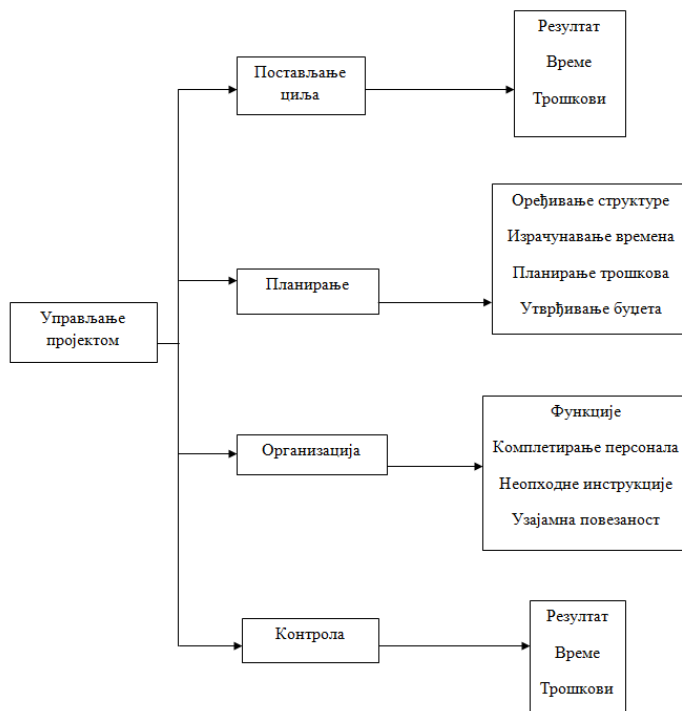 Управљање
пројектом
Постављање
циља
Резултат
Време
Трошкови
Планирање
Оређивање структуре
Израчунавање времена
Планирање трошкова
Утврђивање буџета
Организација
Функције
Комплетирање персонала
Неопходне инструкције
Узајамна повезаност
Контрола
Резултат
Време
Трошкови